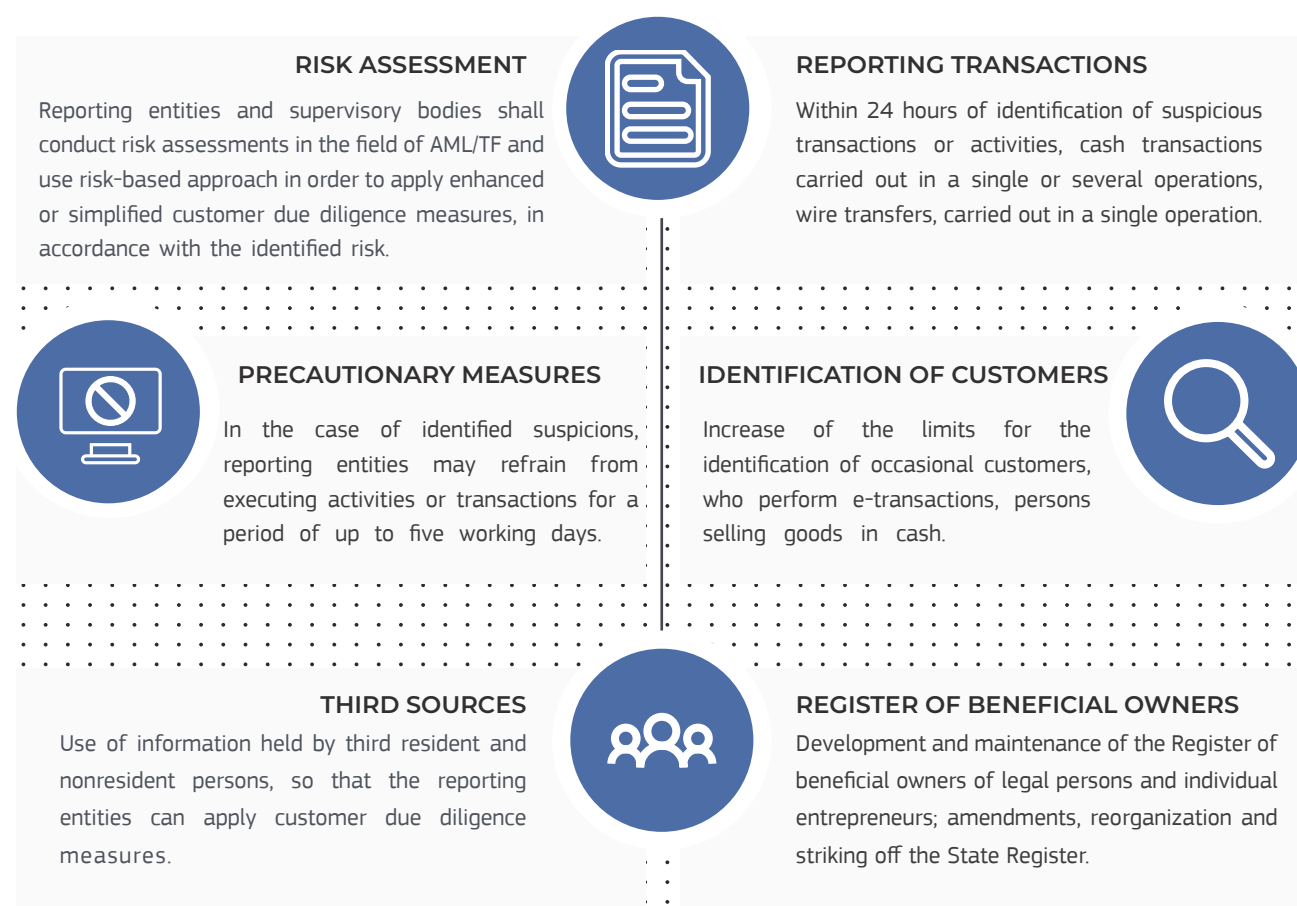 RISK ASSESSMENT
Reporting entities and supervisory bodies shall
conduct risk assessments in the field of AML/TF and
use risk-based approach in order to apply enhanced
or simplified customer due diligence measures, in
accordance with the identified risk.
REPORTING TRANSACTIONS
Within 24 hours of identification of suspicious
transactions or activities, cash transactions
carried out in a single or several operations,
wire transfers, carried out in a single operation.
PRECAUTIONARY MEASURES
In the case of identified suspicions,
reporting entities may refrain from
executing activities or transactions for a
period of up to five working days.
IDENTIFICATION OF CUSTOMERS
Increase of the limits for the
identification of occasional customers,
who perform e-transactions, persons
selling goods in cash.
THIRD SOURCES
Use of information held by third resident and
nonresident persons, so that the reporting
entities can apply customer due diligence
measures.
REGISTER OF BENEFICIAL OWNERS
Development and maintenance of the Register of
beneficial owners of legal persons and individual
entrepreneurs; amendments, reorganization and
striking off the State Register.